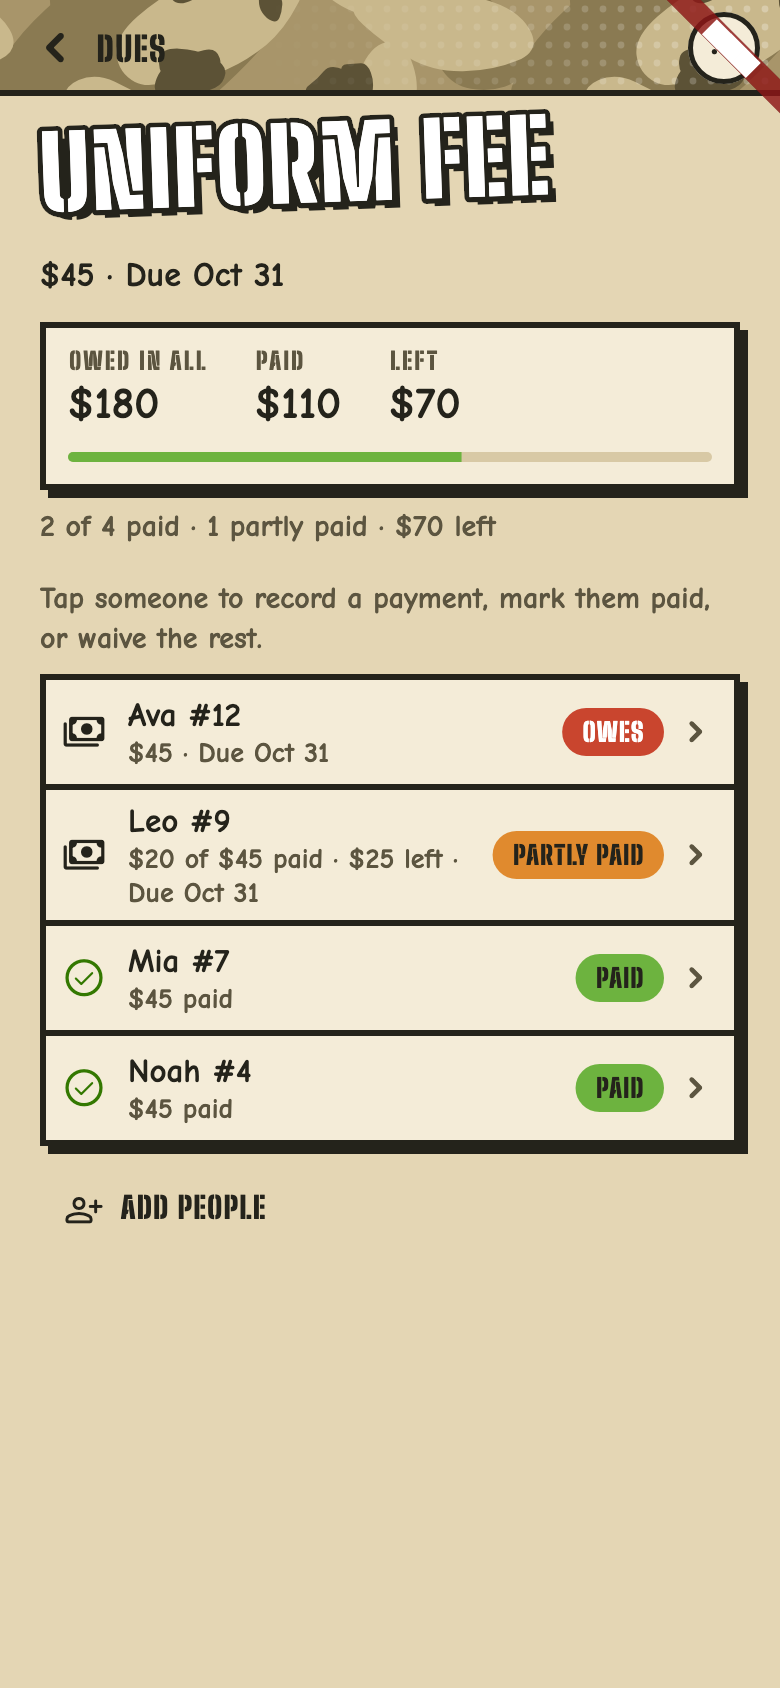 DUES
UNIFORM FEE
$45 · Due Oct 31
OWED IN ALL PAID LEFT
$180 $110 $70
2 of 4 paid · 1 partly paid · $70 left
Tap someone to record a payment, mark them paid,
or waive the rest.
Ava #12
$45 · Due Oct 31
OWES
Leo #9
$20 of $45 paid · $25 left ·
Due Oct 31
PARTLY PAID
Mia #7
$45 paid
PAID
Noah #4
$45 paid
PAID
ADD PEOPLE